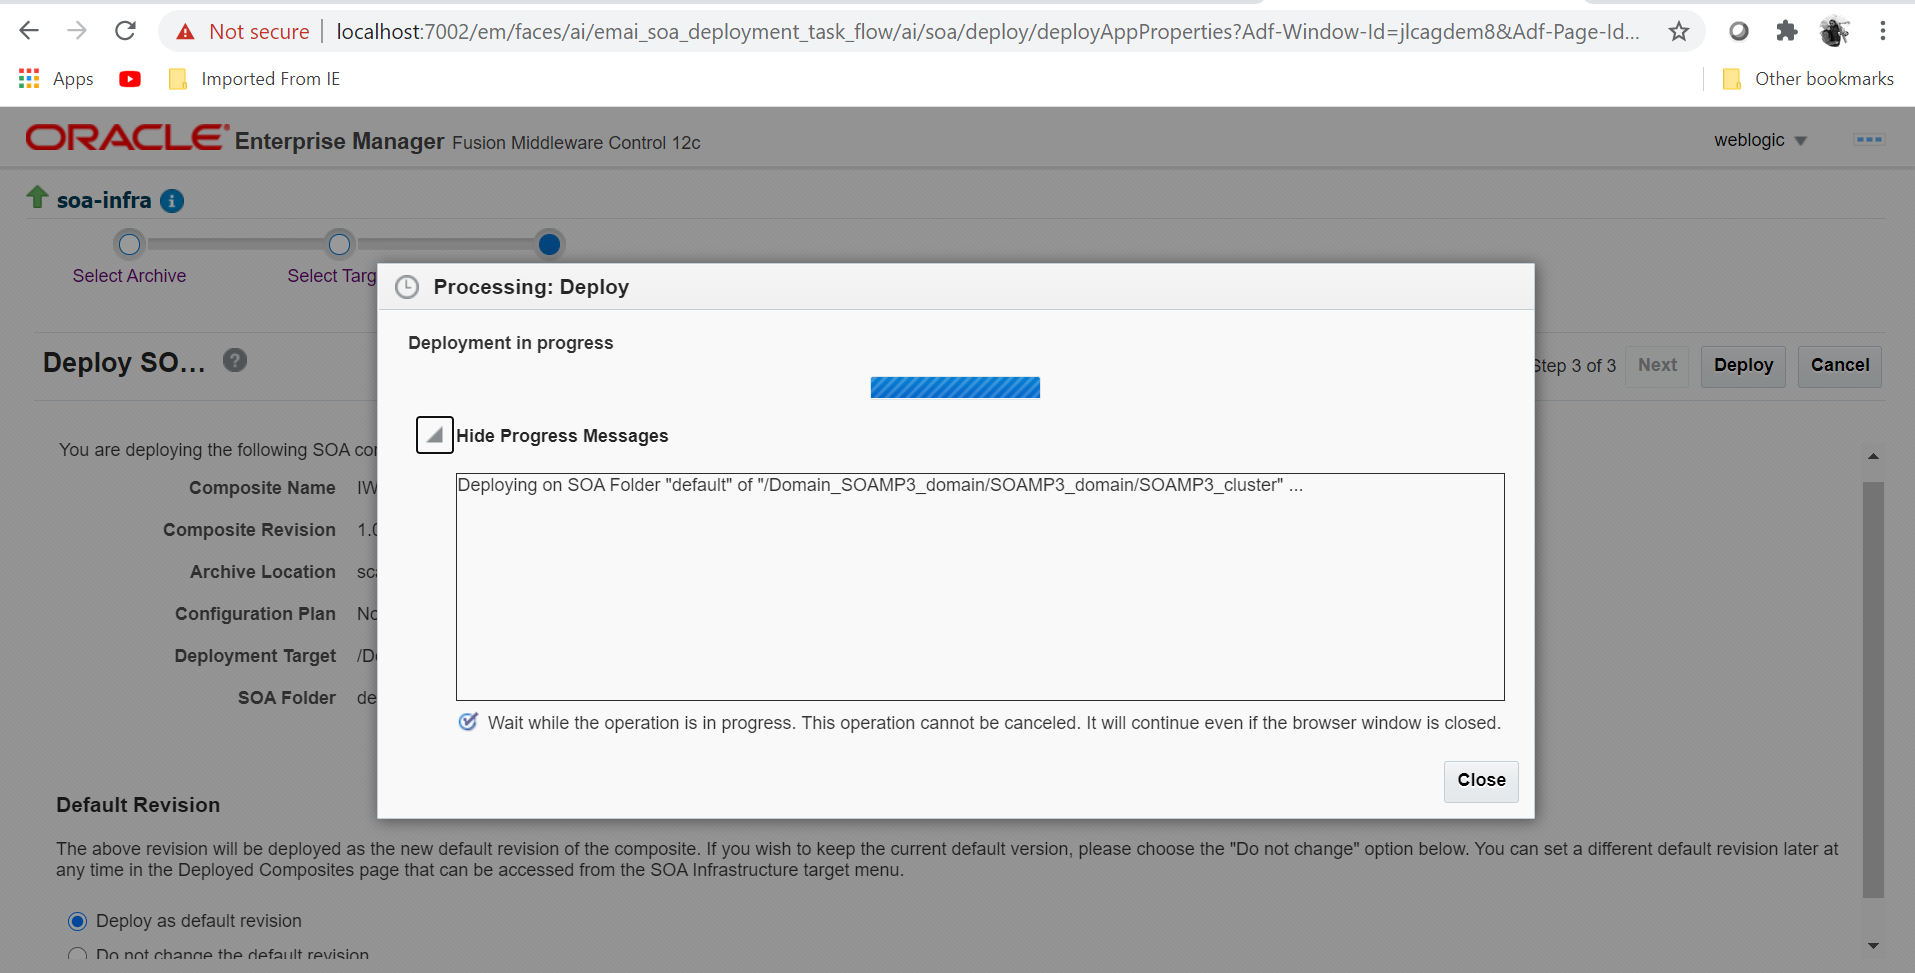 Not secure | localhost:7002/em/faces/ai/emai_soa_deployment_task_flow/ai/soa/deploy/deployAppProperties?Adf-Window-Id=jlcagdem8&Adf-Page-Id...
Apps Imported From IE Other bookmarks
ORACLE Enterprise Manager Fusion Middleware Control 12c weblogic
soa-infra
Select Archive Select Targ
Processing: Deploy
Deployment in progress
Deploy SO... Step 3 of 3 Next Deploy Cancel
Hide Progress Messages
You are deploying the following SOA cor
Deploying on SOA Folder "default" of "/Domain_SOAMP3_domain/SOAMP3_domain/SOAMP3_cluster" ...
Composite Name IW
Composite Revision 1.0
Archive Location sca
Configuration Plan No
Deployment Target /Do
SOA Folder de
Wait while the operation is in progress. This operation cannot be canceled. It will continue even if the browser window is closed.
Close
Default Revision
The above revision will be deployed as the new default revision of the composite. If you wish to keep the current default version, please choose the "Do not change" option below. You can set a different default revision later at
any time in the Deployed Composites page that can be accessed from the SOA Infrastructure target menu.
Deploy as default revision
Do not change the default revision